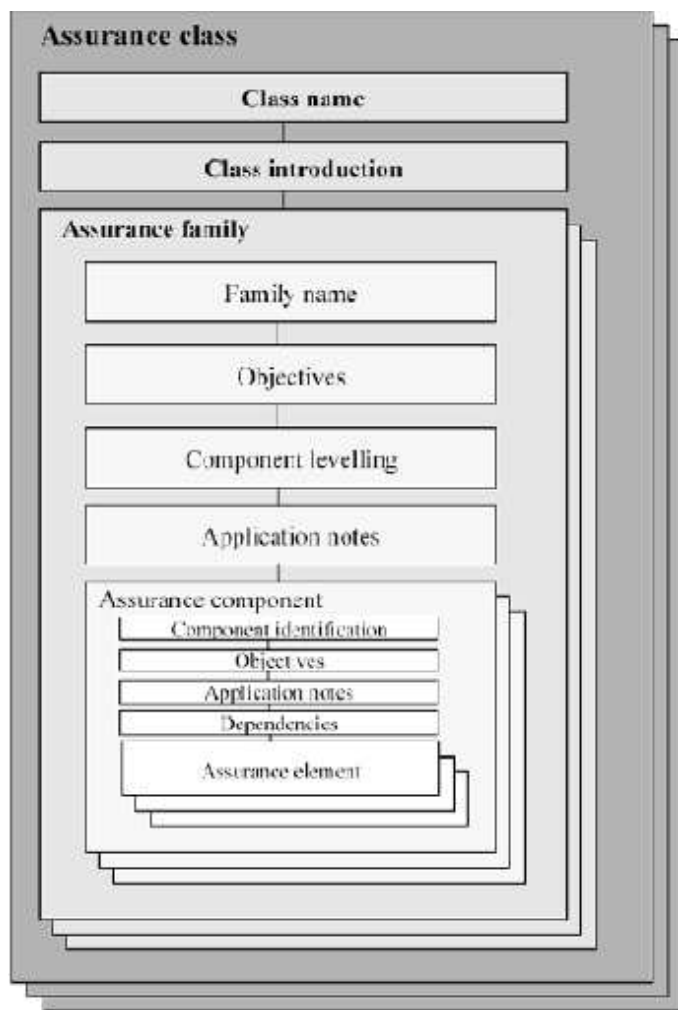 Assurance class
Class name
Class introduction
Assurance family
Family name
Objectives
Component levelling
Application notes
Assurance component
Component identification
Objectives
Application notes
Dependencies
Assurance element